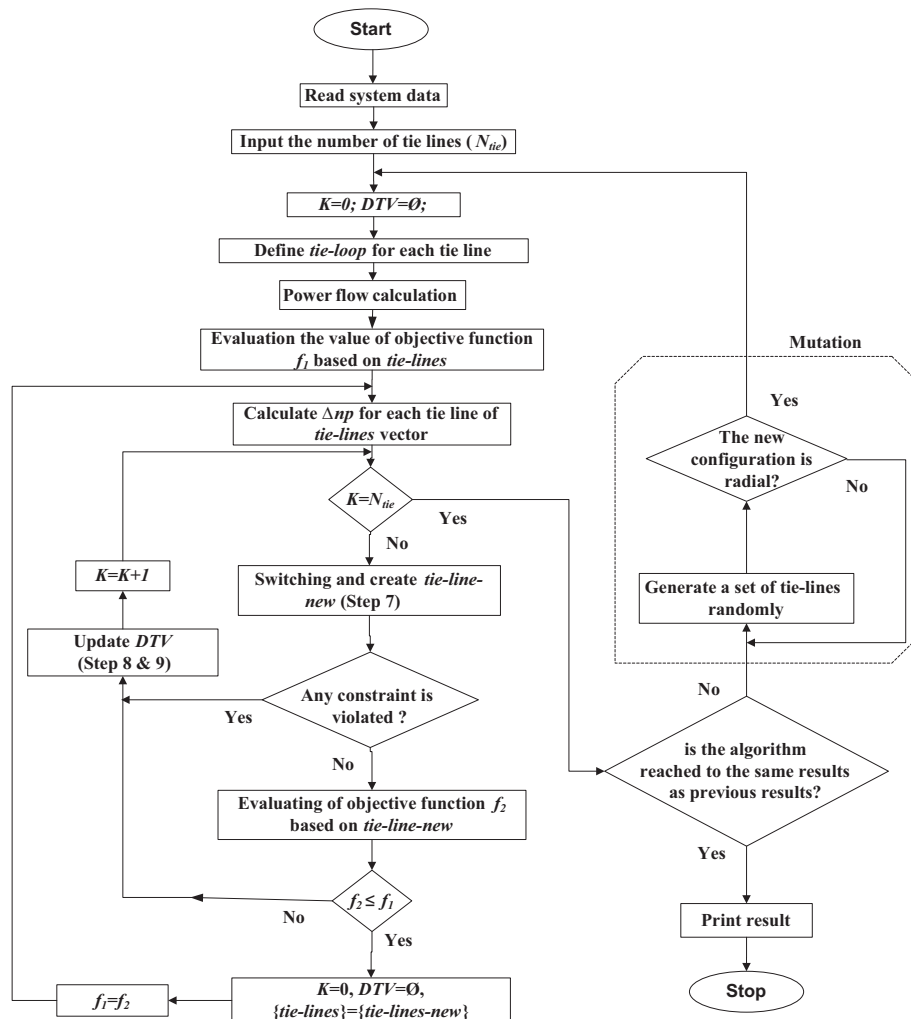 Start
Read system data
Input the number of tie lines ( Ntie)
K=0; DTV=Ø;
Define tie-loop for each tie line
Power flow calculation
Evaluation the value of objective function
f1 based on tie-lines
Calculate Δnp for each tie line of
tie-lines vector
K=Ntie
Yes
No
Switching and create tie-line-
new (Step 7)
K=K+1
Update DTV
(Step 8 & 9)
Any constraint is
violated ?
Yes
No
Evaluating of objective function f2
based on tie-line-new
f2 ≤ f1
No
Yes
K=0, DTV=Ø,
{tie-lines}={tie-lines-new}
f1=f2
Mutation
Yes
The new
configuration is
radial?
No
Generate a set of tie-lines
randomly
No
is the algorithm
reached to the same results
as previous results?
Yes
Print result
Stop